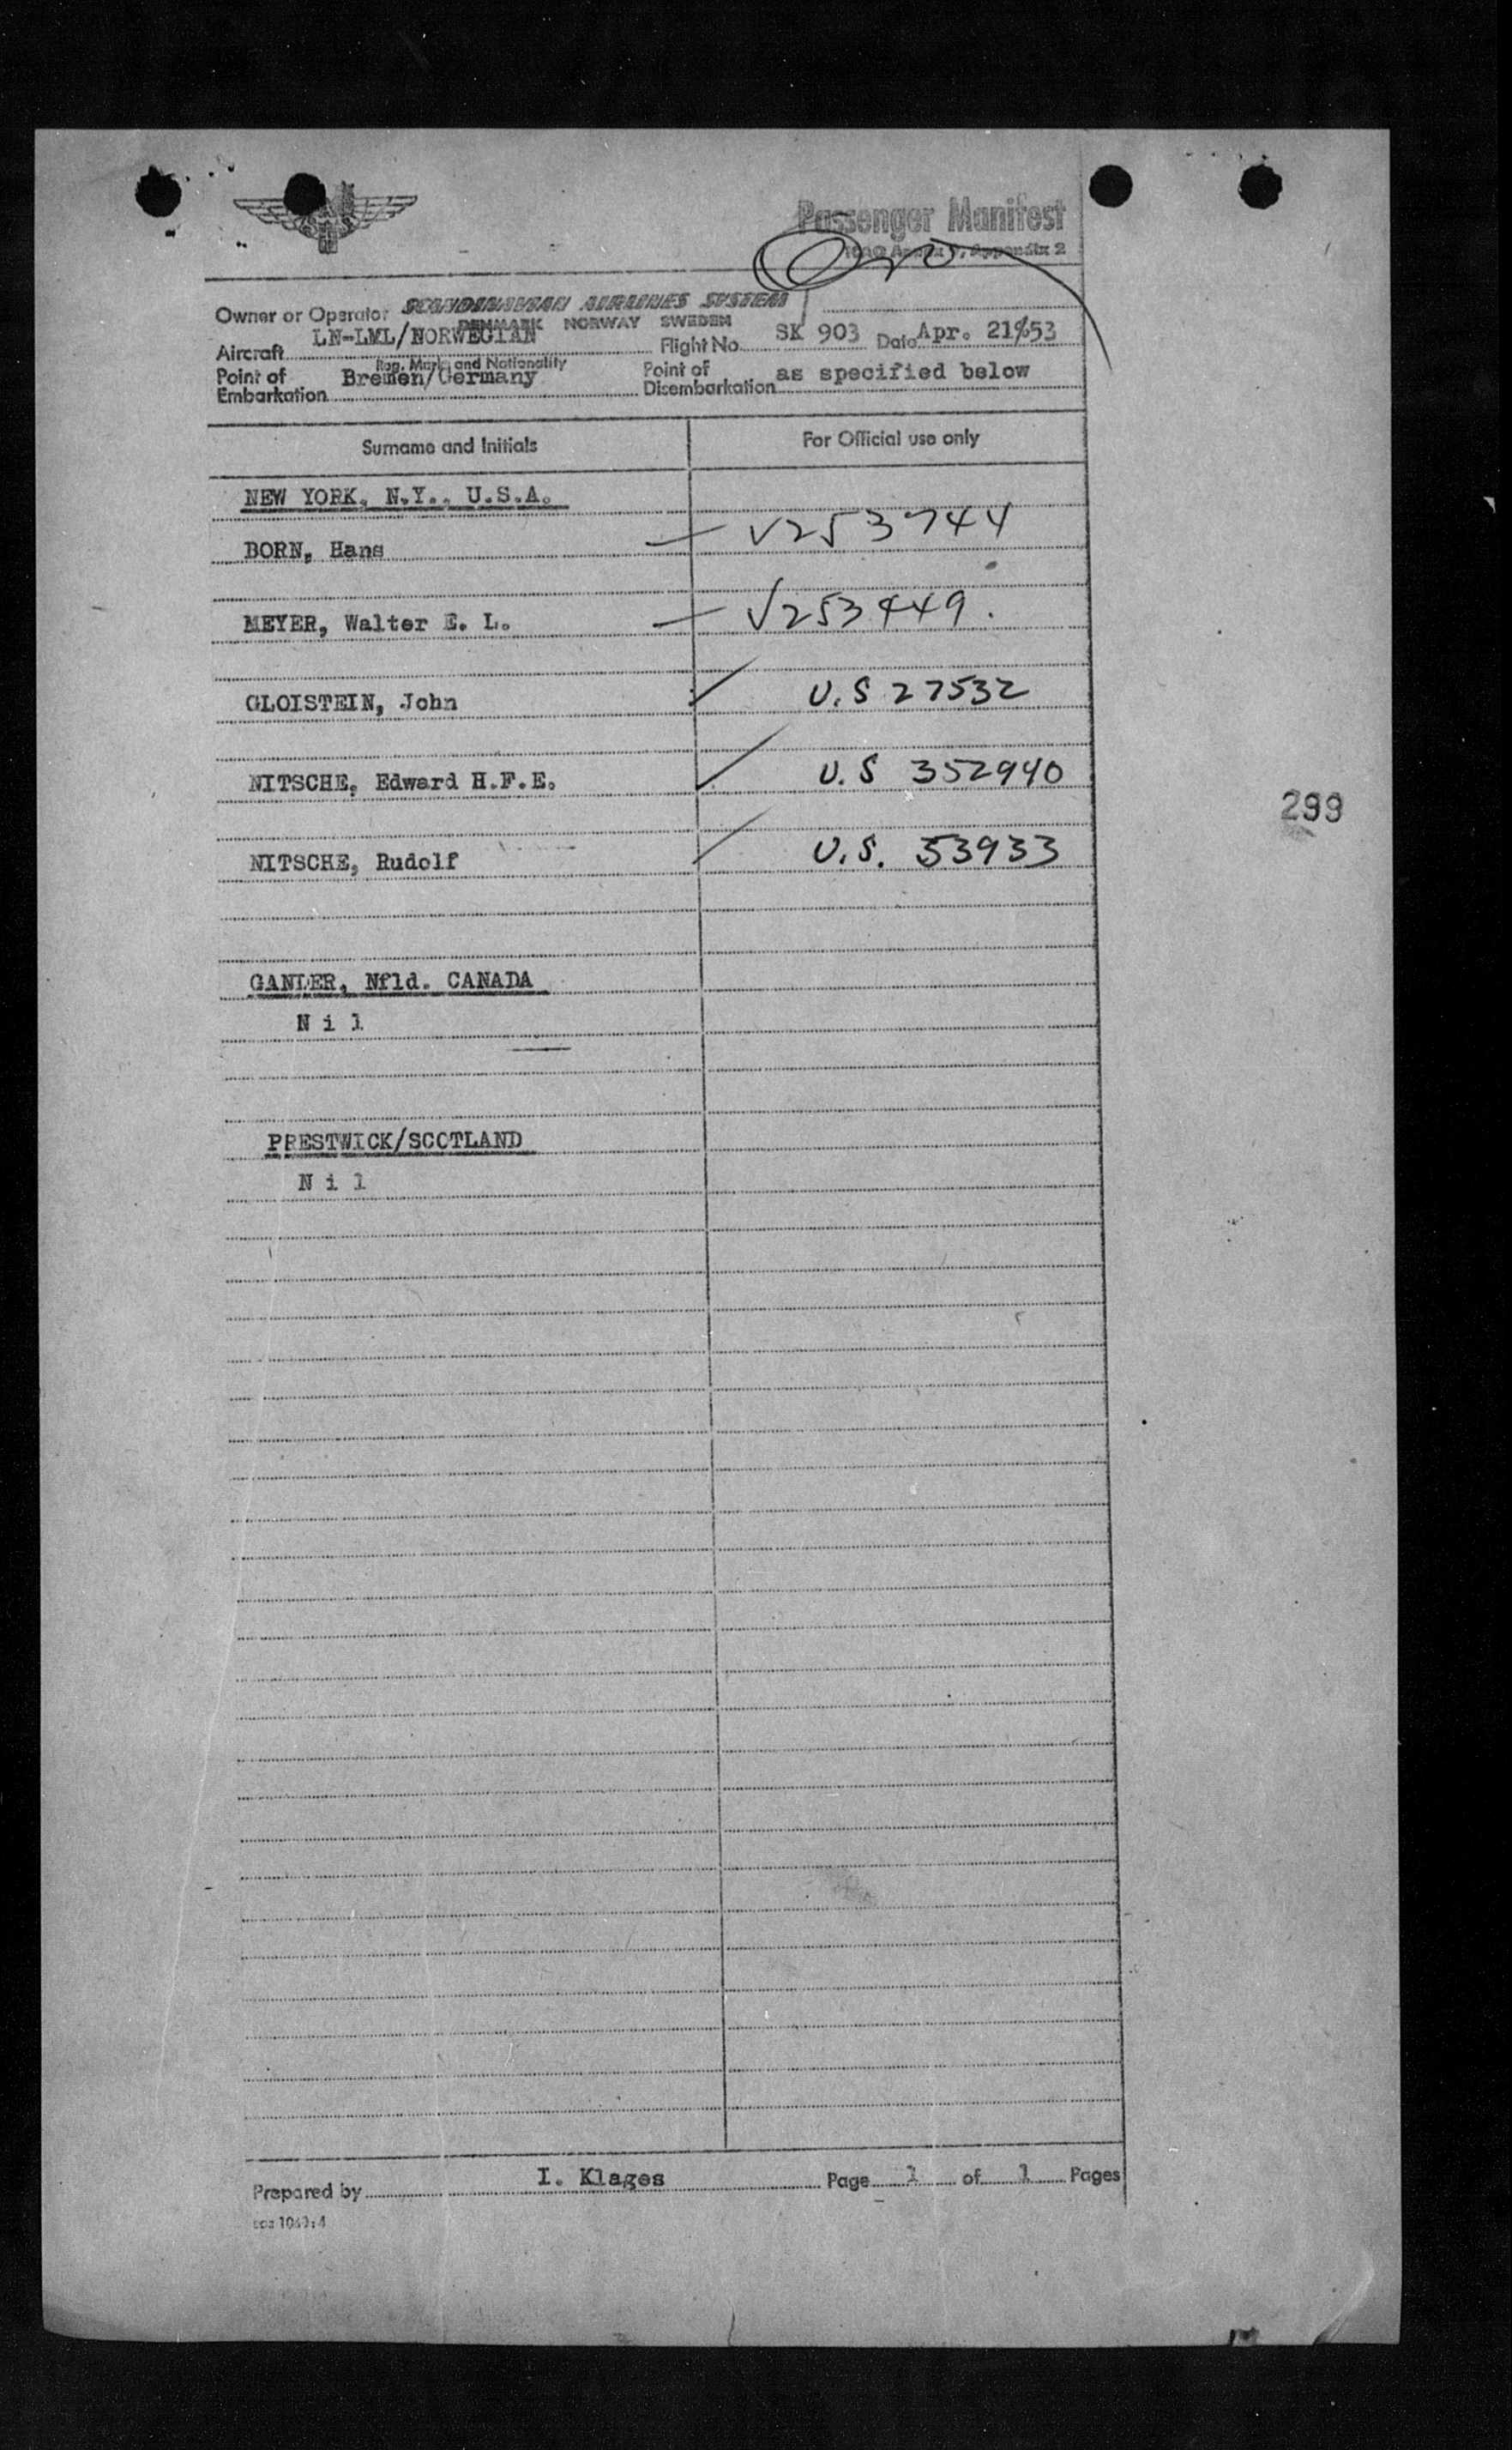 Passenger Manifest
Appendix 2
Owner or Operator SCANDINAVIAN AIRLINES SYSTEM
DENMARK NORWAY SWEDEN
Aircraft LN-LML/NORWEGIAN Flight No. SK 903 Date Apr. 21/53
Reg. Marks and Nationality
Point of Embarkation Bremen/Germany Point of Disembarkation as specified below
Surname and Initials For Official use only
NEW YORK, N.Y., U.S.A.
BORN, Hans — V253744
MEYER, Walter E. L. — V253449.
GLOISTEIN, John / U.S 27532
NITSCHE, Edward H.F.E. / U.S 352940
299
NITSCHE, Rudolf / U.S. 53933
GANDER, Nfld. CANADA
N i l
PRESTWICK/SCOTLAND
N i l
Prepared by I. Klages Page 1 of 1 Pages